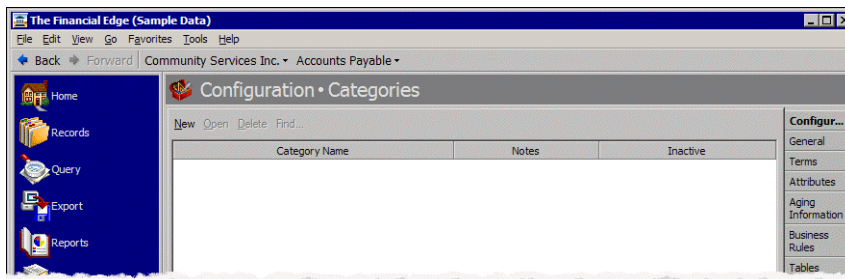 The Financial Edge (Sample Data)
File Edit View Go Favorites Tools Help
Back Forward Community Services Inc. Accounts Payable
Home
Records
Query
Export
Reports
Configuration • Categories
New Open Delete Find...
Category Name Notes Inactive
Configur...
General
Terms
Attributes
Aging
Information
Business
Rules
Tables